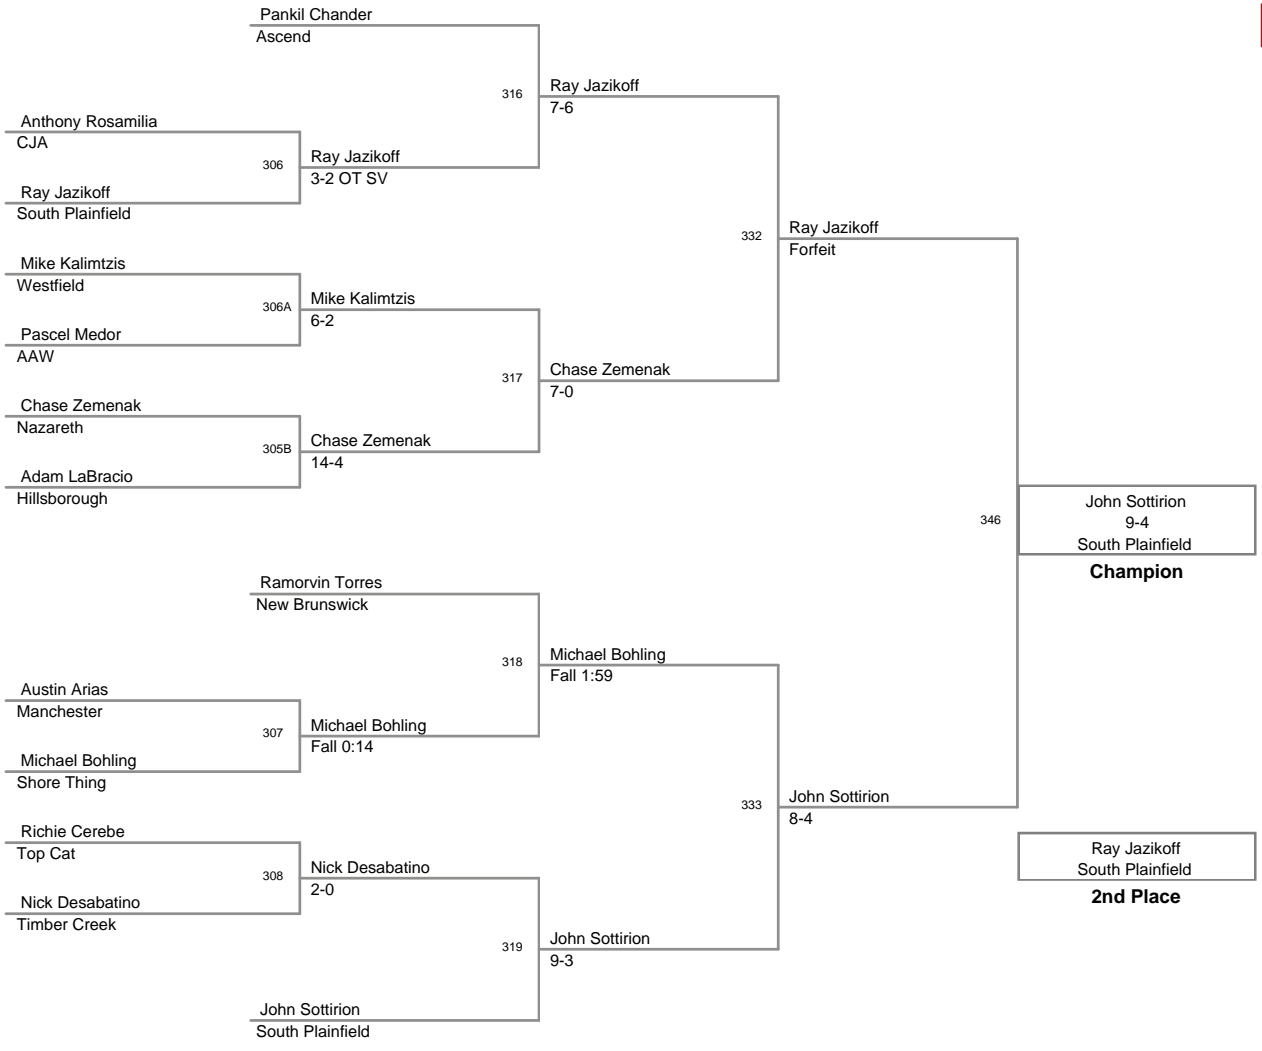 Pankil Chander
Ascend
316
Ray Jazikoff
7-6
Anthony Rosamilia
CJA
306
Ray Jazikoff
3-2 OT SV
Ray Jazikoff
South Plainfield
332
Ray Jazikoff
Forfeit
Mike Kalimtzis
Westfield
306A
Mike Kalimtzis
6-2
Pascel Medor
AAW
317
Chase Zemenak
7-0
Chase Zemenak
Nazareth
305B
Chase Zemenak
14-4
Adam LaBracio
Hillsborough
346
John Sottirion
9-4
South Plainfield
Champion
Ramorvin Torres
New Brunswick
318
Michael Bohling
Fall 1:59
Austin Arias
Manchester
307
Michael Bohling
Fall 0:14
Michael Bohling
Shore Thing
333
John Sottirion
8-4
Richie Cerebe
Top Cat
308
Nick Desabatino
2-0
Nick Desabatino
Timber Creek
Ray Jazikoff
South Plainfield
2nd Place
319
John Sottirion
9-3
John Sottirion
South Plainfield